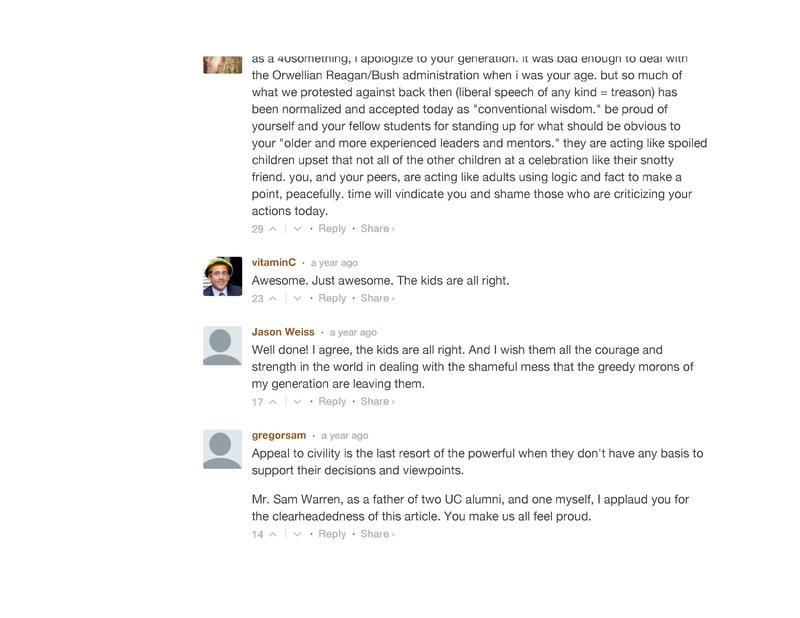 as a 40something, i apologize to your generation. it was bad enough to deal with
the Orwellian Reagan/Bush administration when i was your age. but so much of
what we protested against back then (liberal speech of any kind = treason) has
been normalized and accepted today as "conventional wisdom." be proud of
yourself and your fellow students for standing up for what should be obvious to
your "older and more experienced leaders and mentors." they are acting like spoiled
children upset that not all of the other children at a celebration like their snotty
friend. you, and your peers, are acting like adults using logic and fact to make a
point, peacefully. time will vindicate you and shame those who are criticizing your
actions today.
29 • Reply • Share ›
vitaminC • a year ago
Awesome. Just awesome. The kids are all right.
23 • Reply • Share ›
Jason Weiss • a year ago
Well done! I agree, the kids are all right. And I wish them all the courage and
strength in the world in dealing with the shameful mess that the greedy morons of
my generation are leaving them.
17 • Reply • Share ›
gregorsam • a year ago
Appeal to civility is the last resort of the powerful when they don't have any basis to
support their decisions and viewpoints.
Mr. Sam Warren, as a father of two UC alumni, and one myself, I applaud you for
the clearheadedness of this article. You make us all feel proud.
14 • Reply • Share ›